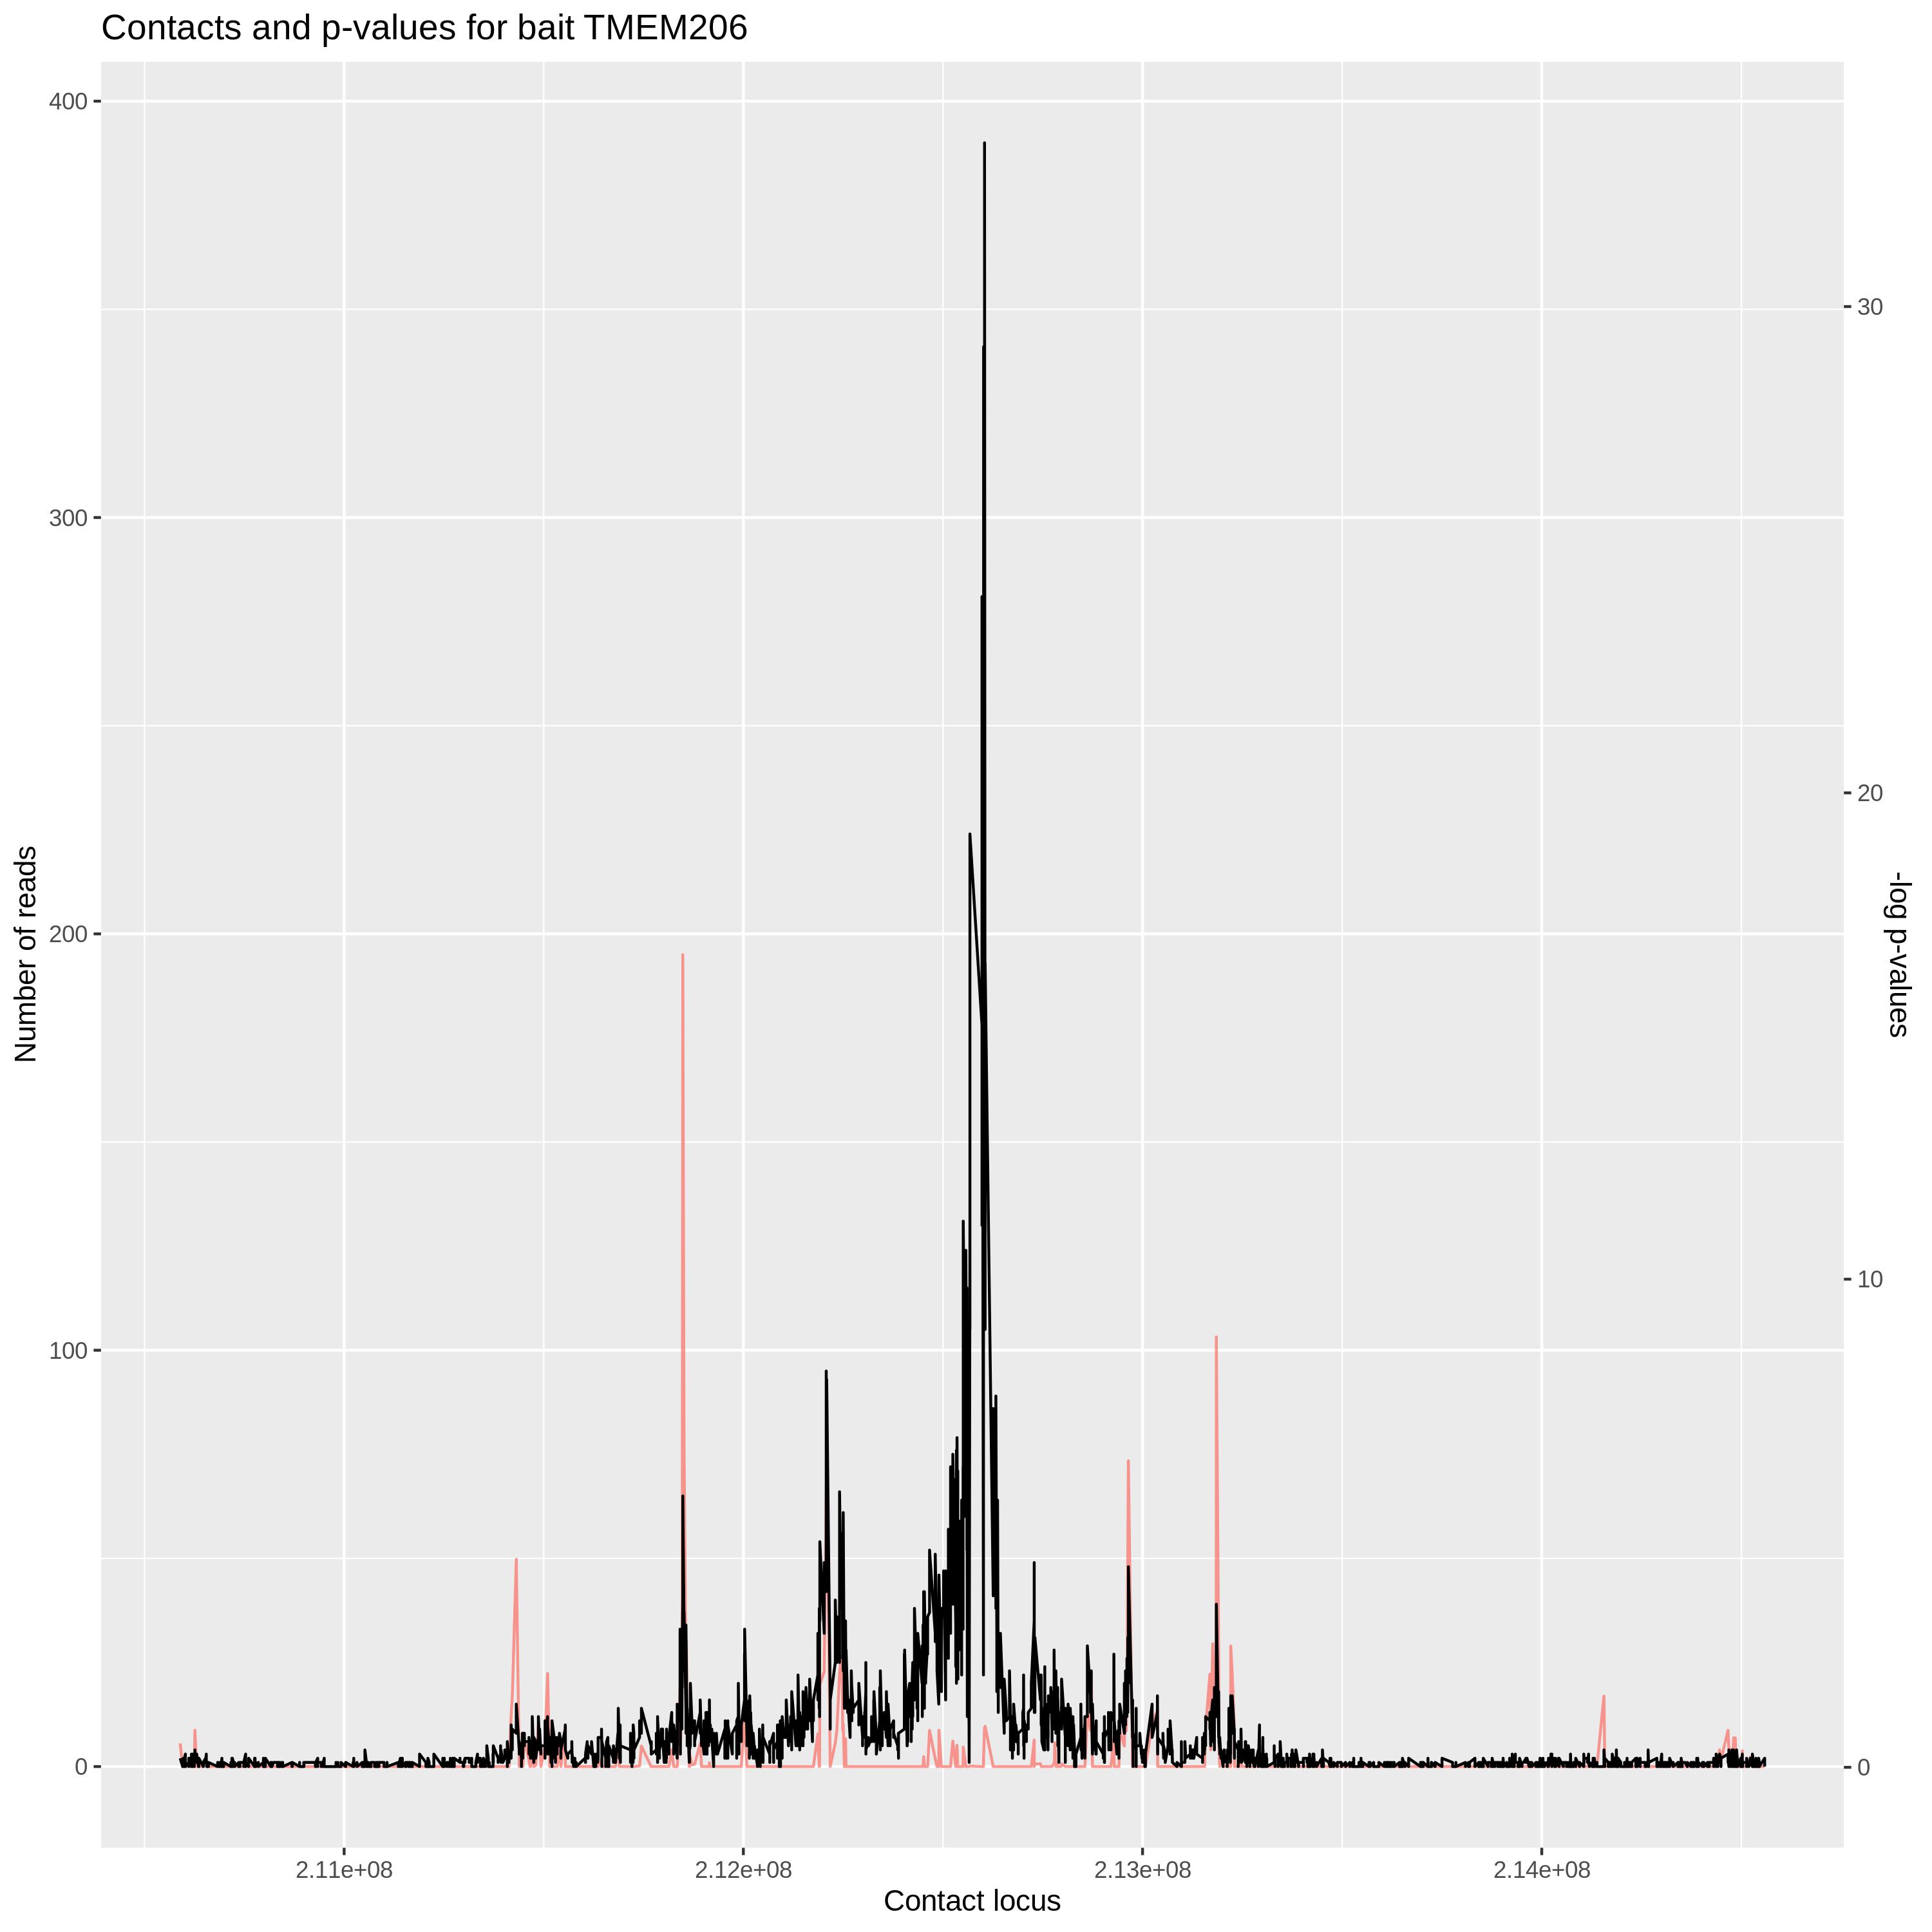 Contacts and p-values for bait TMEM206
400
300
200
100
0
Number of reads
30
20
10
0
-log p-values
2.11e+08
2.12e+08
2.13e+08
2.14e+08
Contact locus